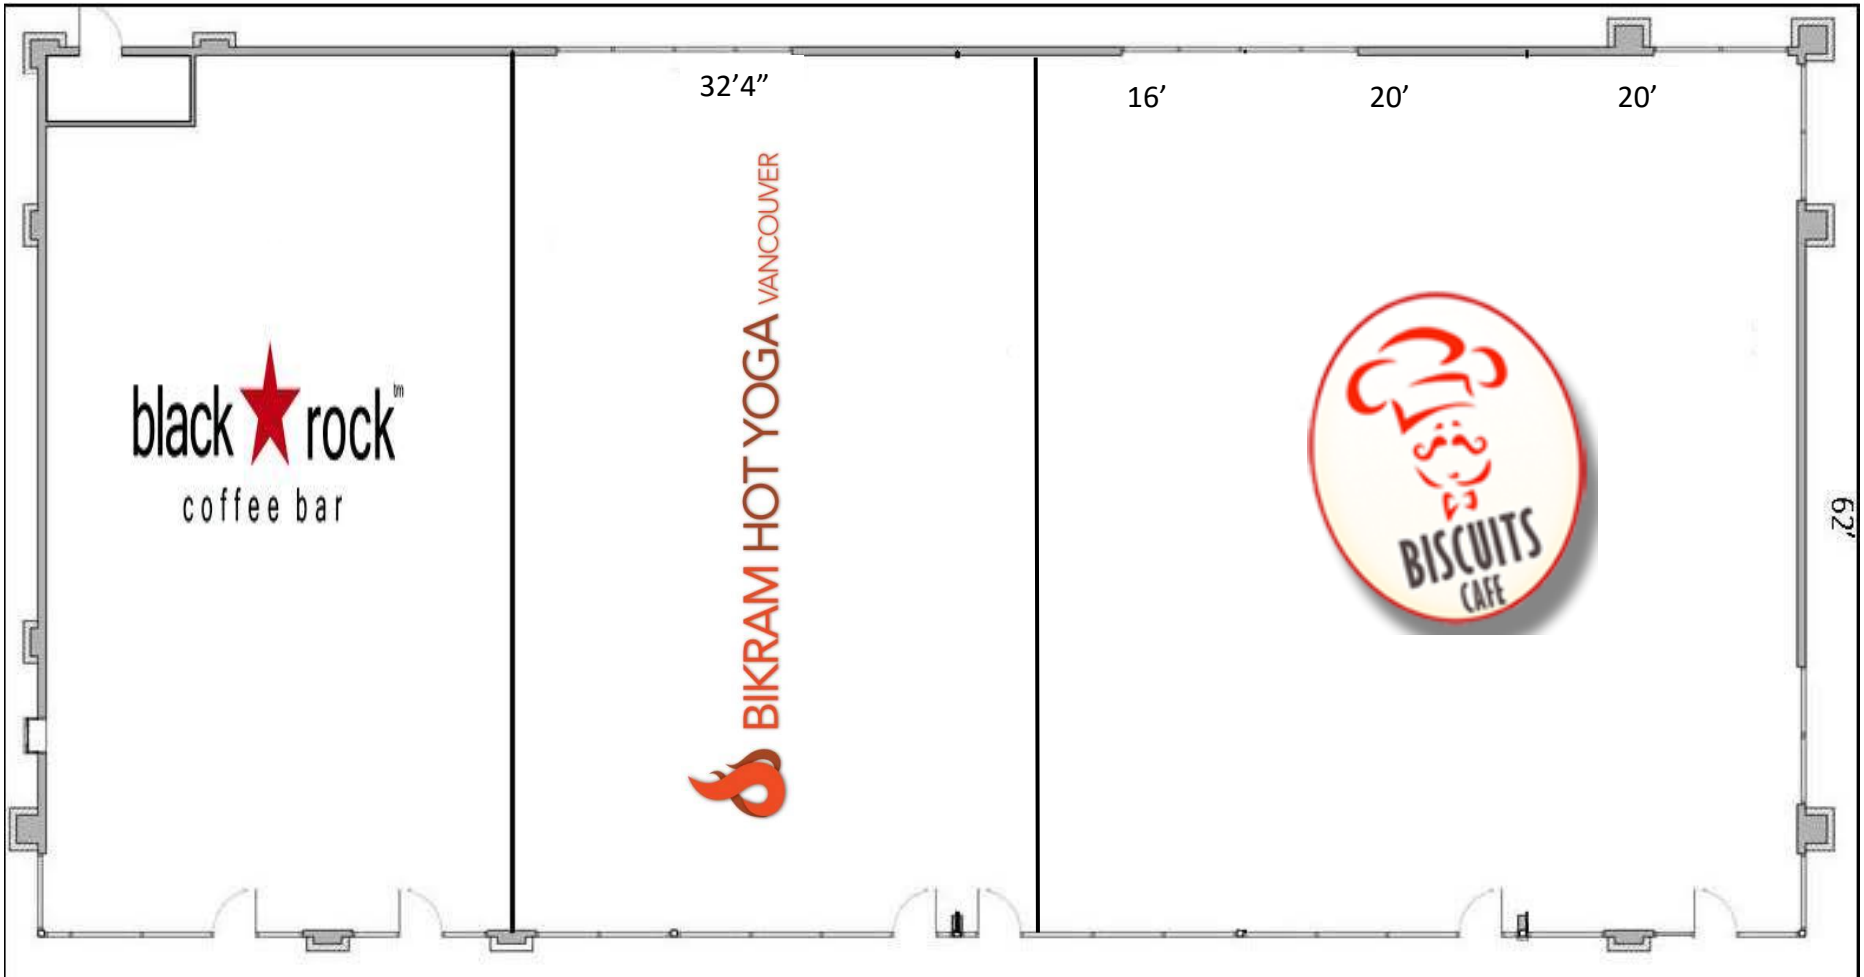 32’4”
16’
20’
20’
black rock tm
coffee bar
BIKRAM HOT YOGA VANCOUVER
BISCUITS
CAFE
62’